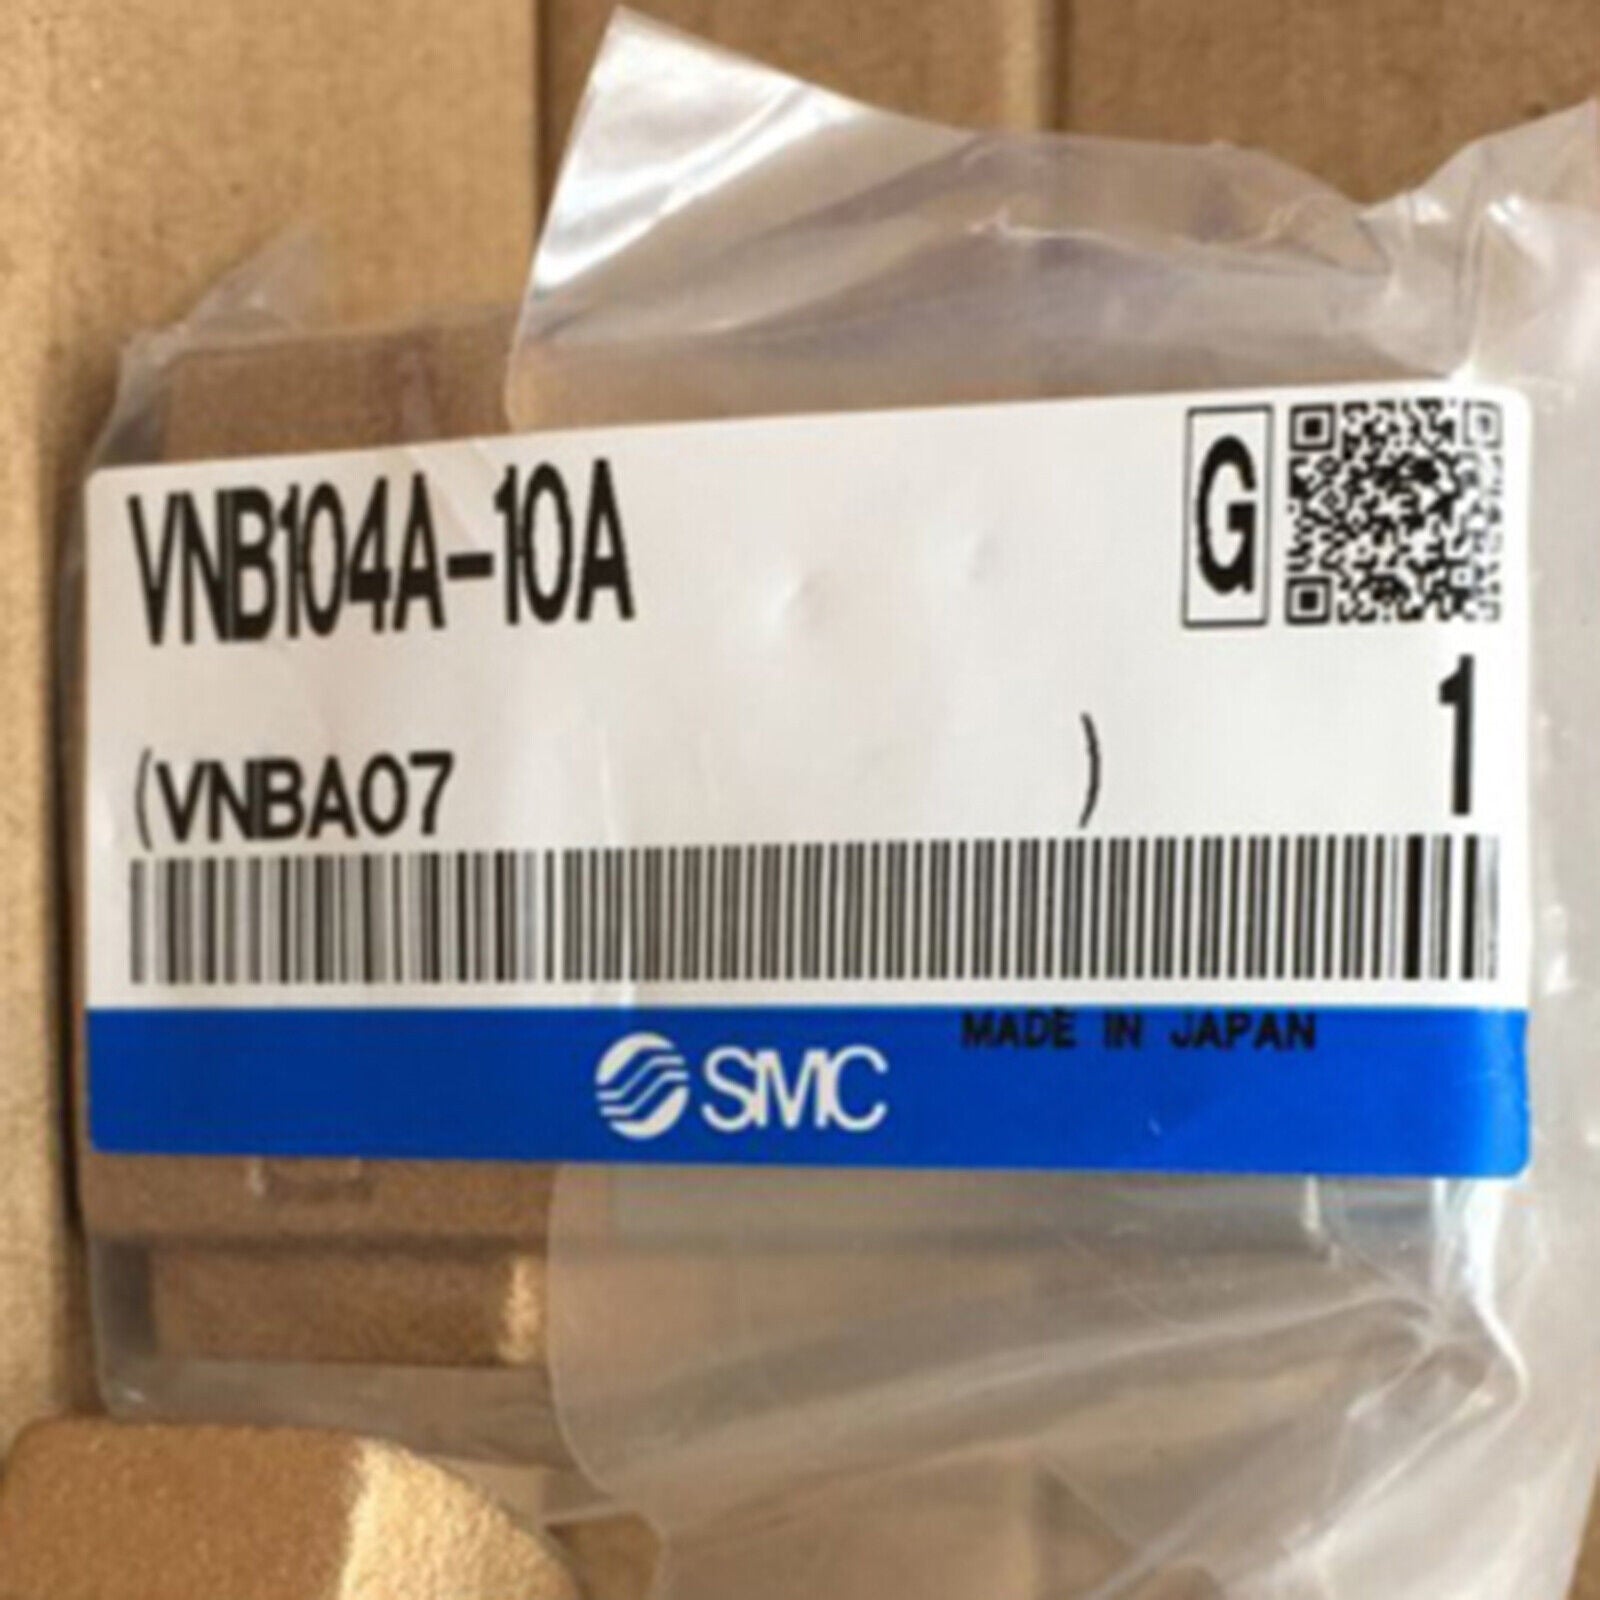 VNB104A-10A
G
1
(VNBA07 )
MADE IN JAPAN
SMC